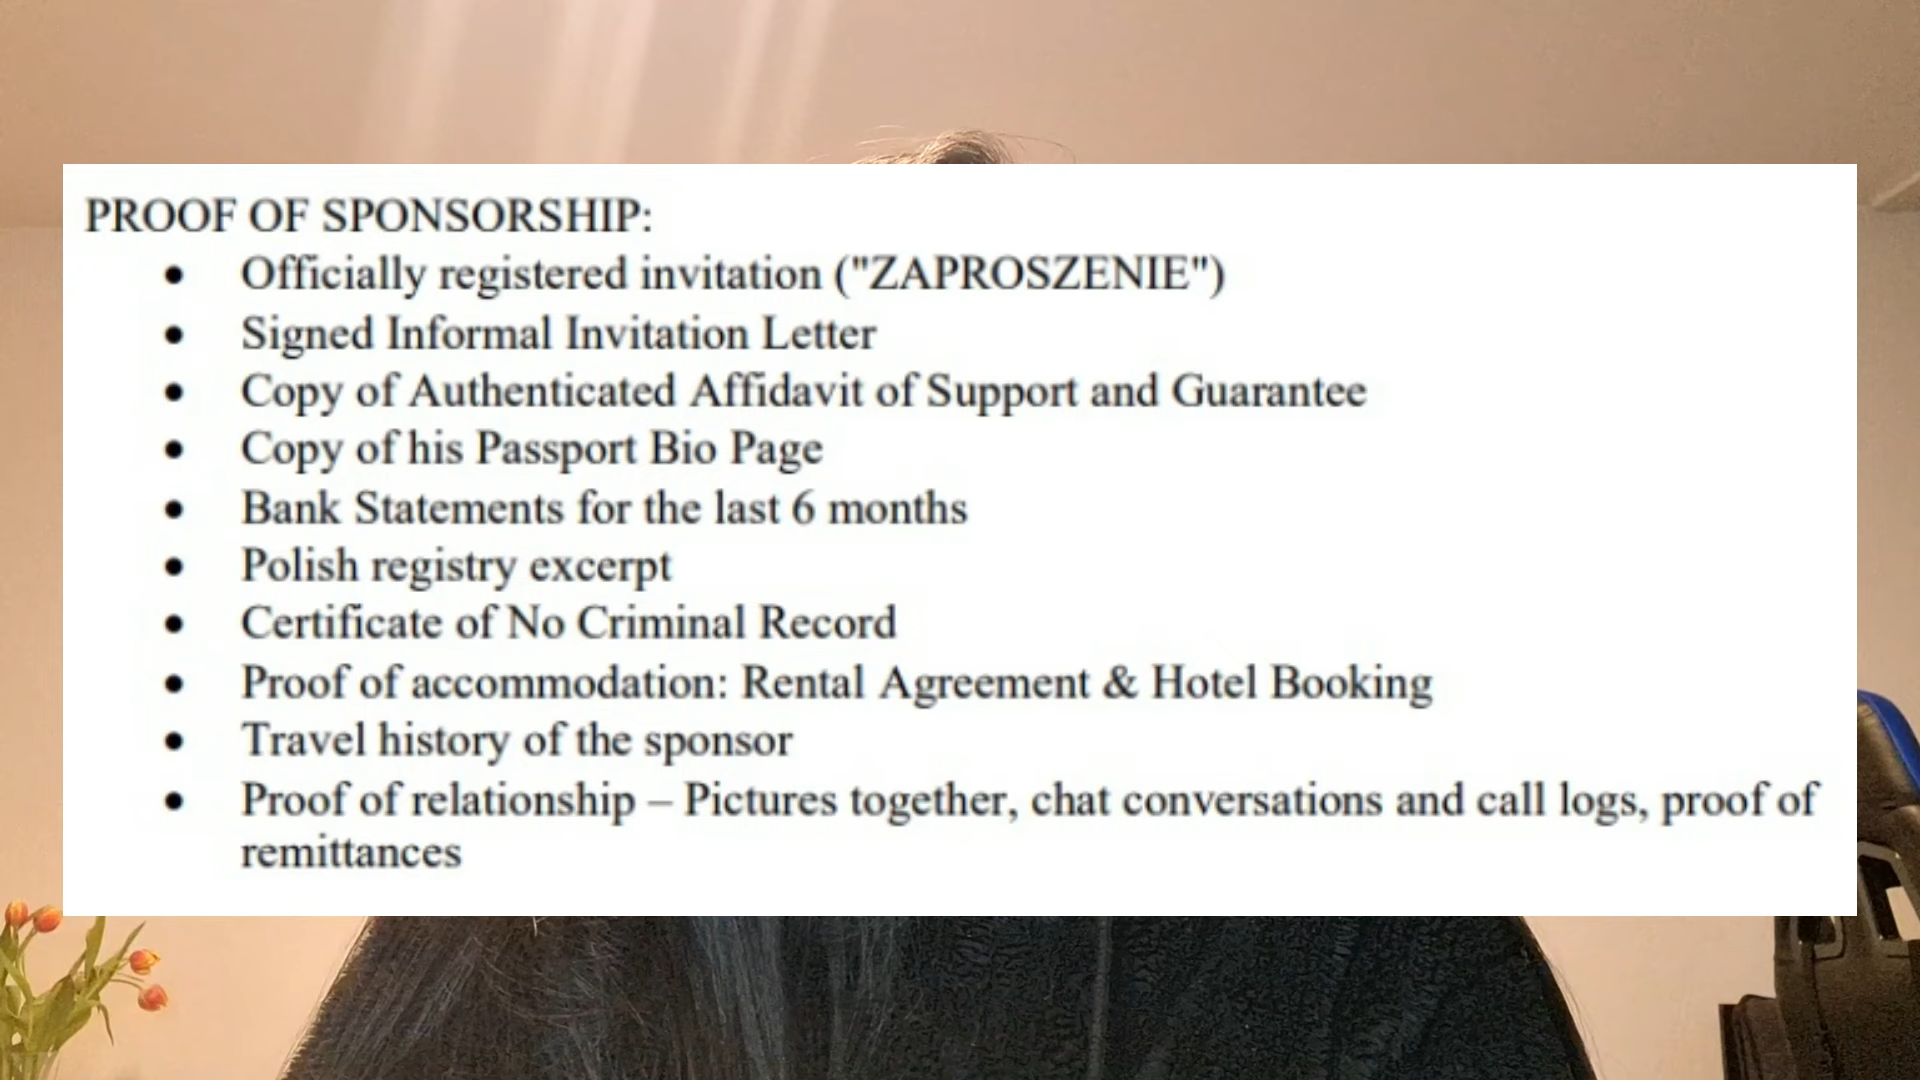 PROOF OF SPONSORSHIP:
• Officially registered invitation ("ZAPROSZENIE")
• Signed Informal Invitation Letter
• Copy of Authenticated Affidavit of Support and Guarantee
• Copy of his Passport Bio Page
• Bank Statements for the last 6 months
• Polish registry excerpt
• Certificate of No Criminal Record
• Proof of accommodation: Rental Agreement & Hotel Booking
• Travel history of the sponsor
• Proof of relationship – Pictures together, chat conversations and call logs, proof of
remittances